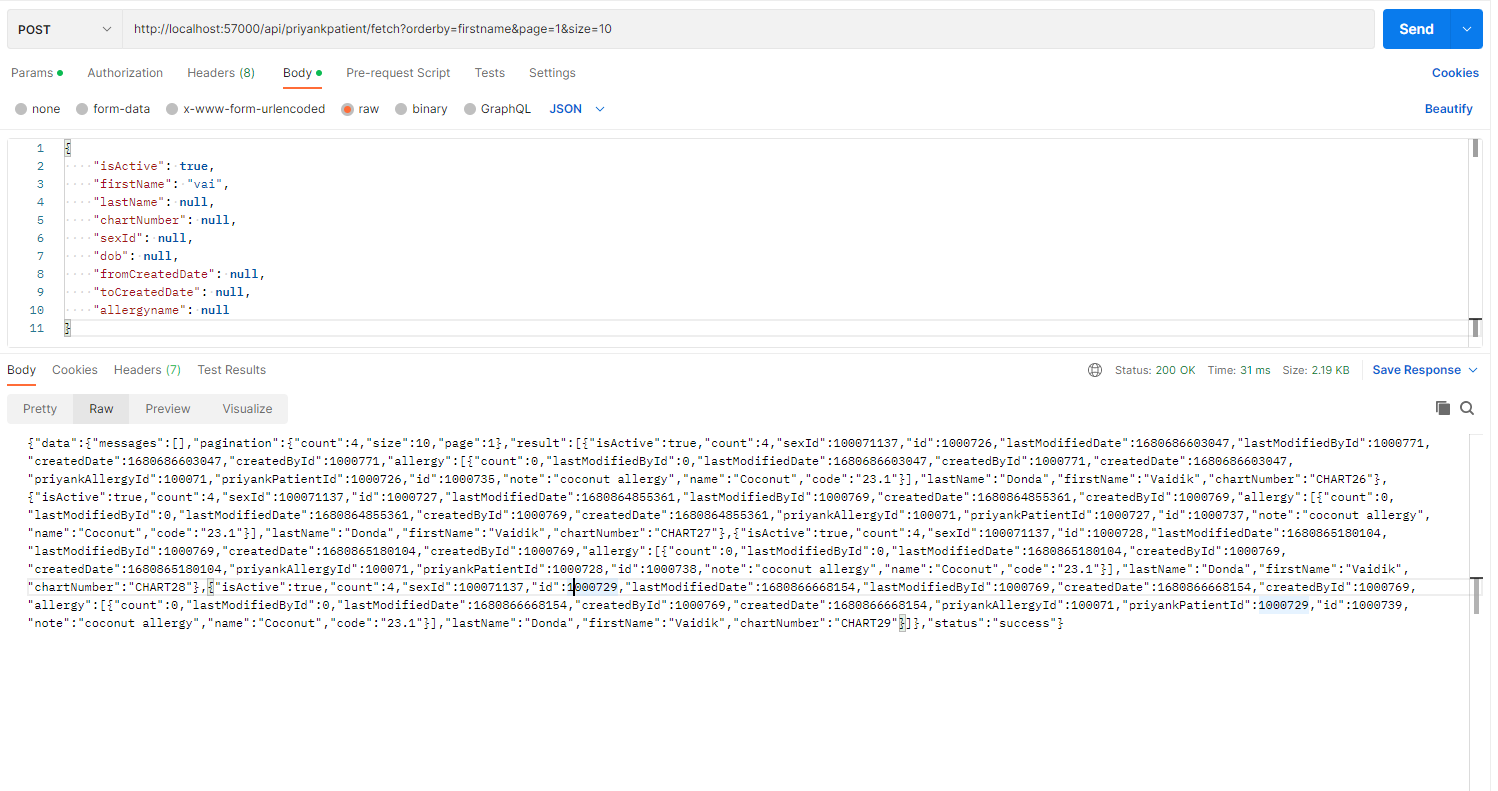 POST http://localhost:57000/api/priyankpatient/fetch?orderby=firstname&page=1&size=10 Send
Params Authorization Headers (8) Body Pre-request Script Tests Settings Cookies
none form-data x-www-form-urlencoded raw binary GraphQL JSON Beautify
1 {
2 "isActive": true,
3 "firstName": "vai",
4 "lastName": null,
5 "chartNumber": null,
6 "sexId": null,
7 "dob": null,
8 "fromCreatedDate": null,
9 "toCreatedDate": null,
10 "allergyname": null
11 }
Body Cookies Headers (7) Test Results Status: 200 OK Time: 31 ms Size: 2.19 KB Save Response
Pretty Raw Preview Visualize
{"data":{"messages":[],"pagination":{"count":4,"size":10,"page":1},"result":[{"isActive":true,"count":4,"sexId":100071137,"id":1000726,"lastModifiedDate":1680686603047,"lastModifiedById":1000771,
"createdDate":1680686603047,"createdById":1000771,"allergy":[{"count":0,"lastModifiedById":0,"lastModifiedDate":1680686603047,"createdById":1000771,"createdDate":1680686603047,
"priyankAllergyId":100071,"priyankPatientId":1000726,"id":1000735,"note":"coconut allergy","name":"Coconut","code":"23.1"}],"lastName":"Donda","firstName":"Vaidik","chartNumber":"CHART26"},
{"isActive":true,"count":4,"sexId":100071137,"id":1000727,"lastModifiedDate":1680864855361,"lastModifiedById":1000769,"createdDate":1680864855361,"createdById":1000769,"allergy":[{"count":0,
"lastModifiedById":0,"lastModifiedDate":1680864855361,"createdById":1000769,"createdDate":1680864855361,"priyankAllergyId":100071,"priyankPatientId":1000727,"id":1000737,"note":"coconut allergy",
"name":"Coconut","code":"23.1"}],"lastName":"Donda","firstName":"Vaidik","chartNumber":"CHART27"},{"isActive":true,"count":4,"sexId":100071137,"id":1000728,"lastModifiedDate":1680865180104,
"lastModifiedById":1000769,"createdDate":1680865180104,"createdById":1000769,"allergy":[{"count":0,"lastModifiedById":0,"lastModifiedDate":1680865180104,"createdById":1000769,
"createdDate":1680865180104,"priyankAllergyId":100071,"priyankPatientId":1000728,"id":1000738,"note":"coconut allergy","name":"Coconut","code":"23.1"}],"lastName":"Donda","firstName":"Vaidik",
"chartNumber":"CHART28"},{"isActive":true,"count":4,"sexId":100071137,"id":1000729,"lastModifiedDate":1680866668154,"lastModifiedById":1000769,"createdDate":1680866668154,"createdById":1000769,
"allergy":[{"count":0,"lastModifiedById":0,"lastModifiedDate":1680866668154,"createdById":1000769,"createdDate":1680866668154,"priyankAllergyId":100071,"priyankPatientId":1000729,"id":1000739,
"note":"coconut allergy","name":"Coconut","code":"23.1"}],"lastName":"Donda","firstName":"Vaidik","chartNumber":"CHART29"}]},"status":"success"}